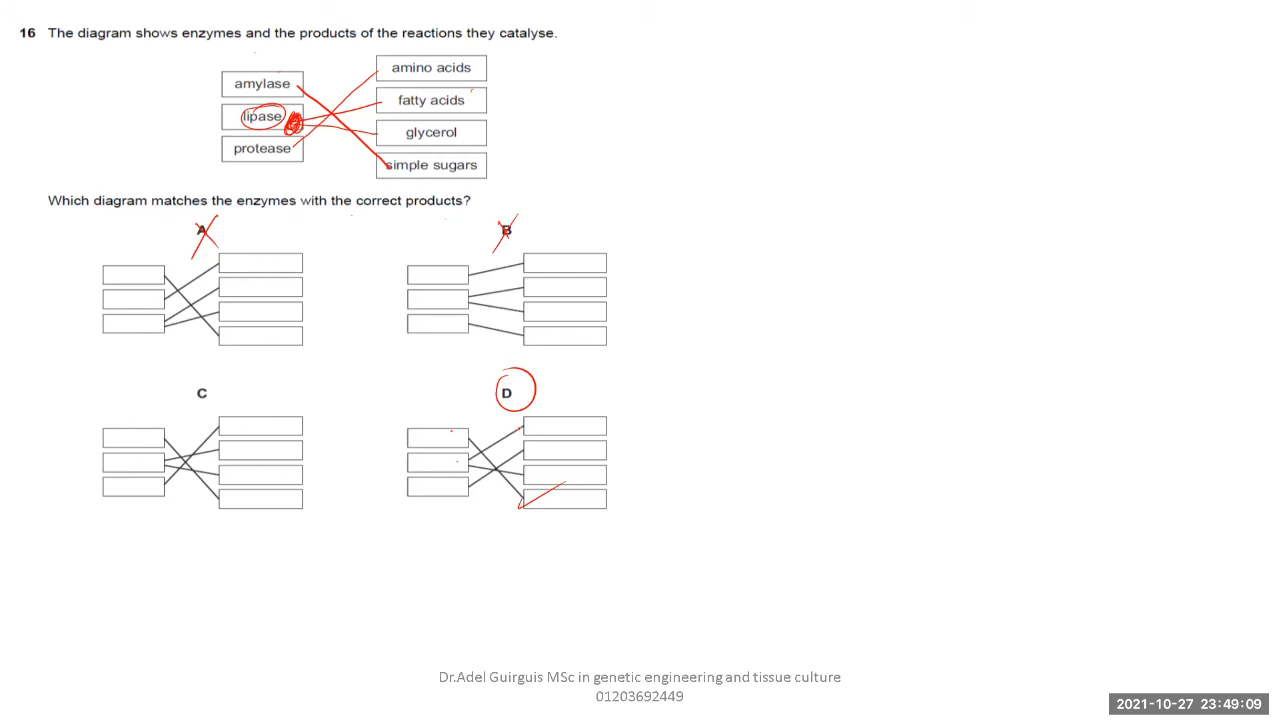 16 The diagram shows enzymes and the products of the reactions they catalyse.
amylase
lipase
protease
amino acids
fatty acids
glycerol
simple sugars
Which diagram matches the enzymes with the correct products?
A
B
C
D
Dr.Adel Guirguis MSc in genetic engineering and tissue culture
01203692449
2021-10-27 23:49:09